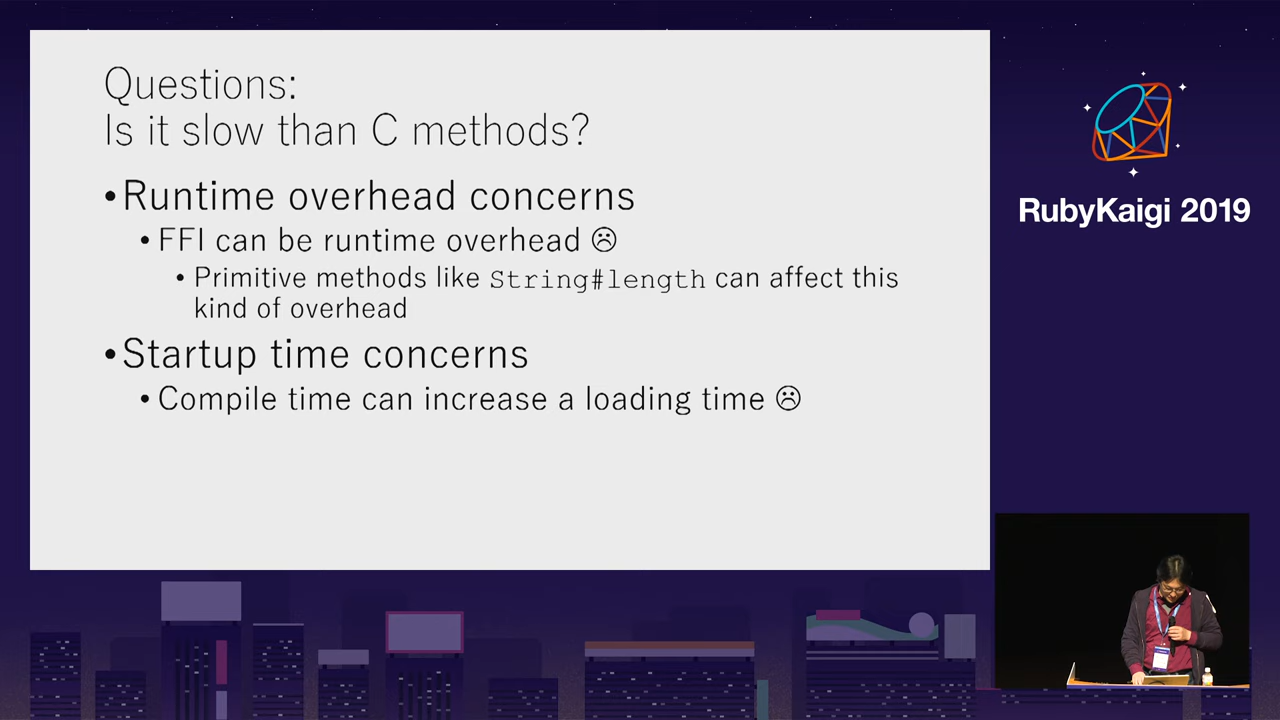 Questions:
Is it slow than C methods?
•Runtime overhead concerns
• FFI can be runtime overhead ☹
• Primitive methods like String#length can affect this
kind of overhead
•Startup time concerns
• Compile time can increase a loading time ☹
RubyKaigi 2019